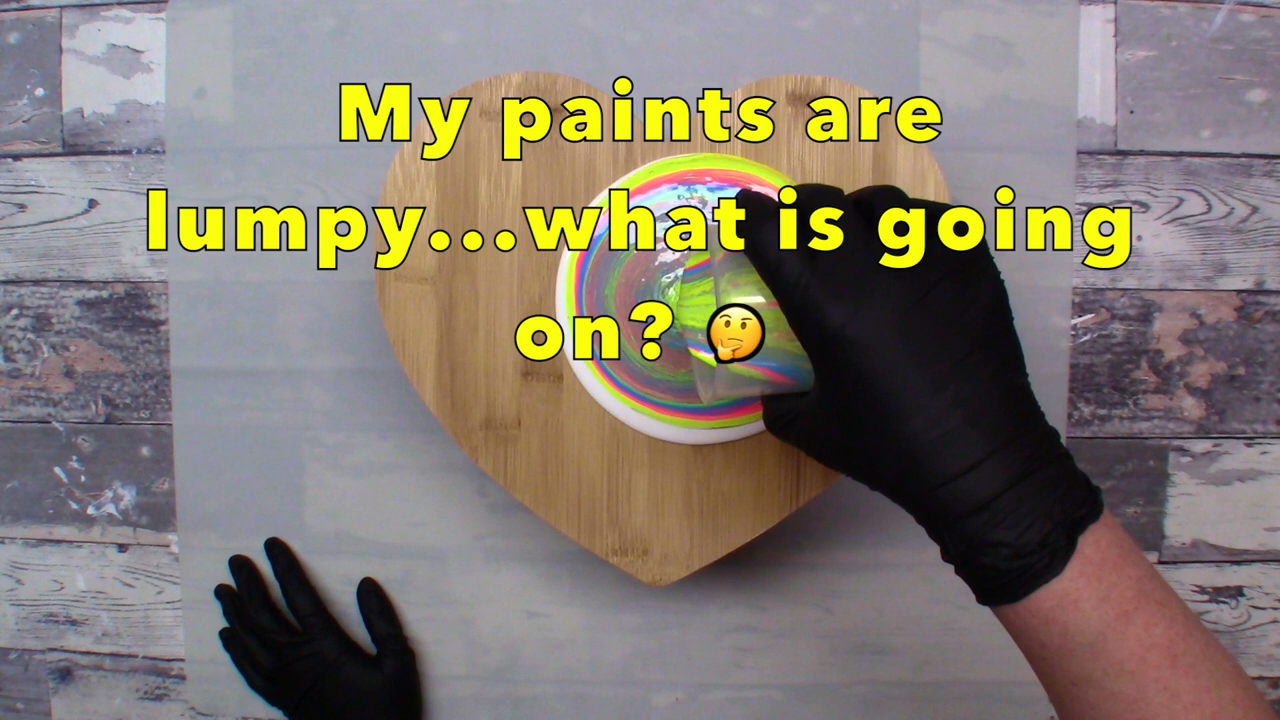 My paints are
lumpy...what is going
on? 🤔